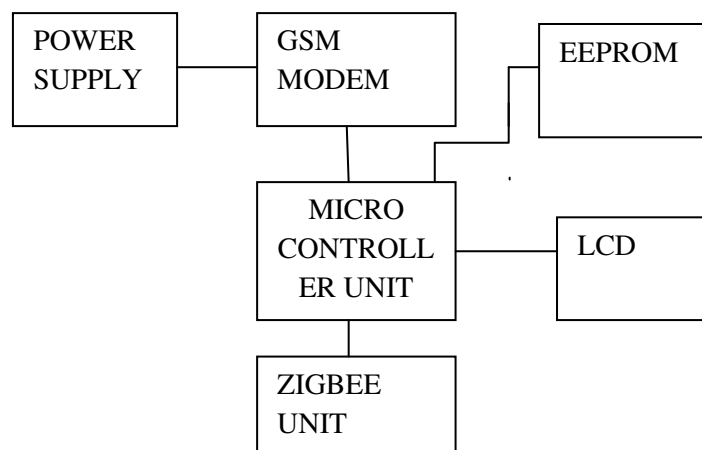 POWER
SUPPLY
GSM
MODEM
EEPROM
MICRO
CONTROLL
ER UNIT
LCD
ZIGBEE
UNIT